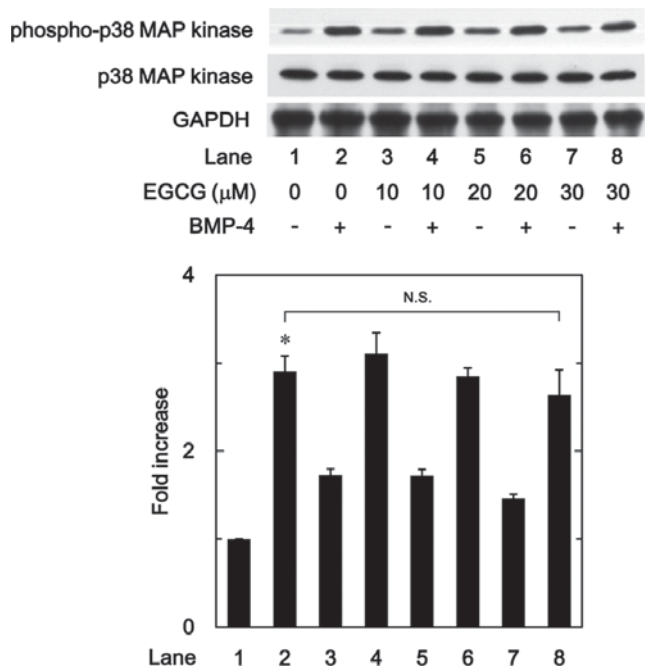 phospho-p38 MAP kinase
p38 MAP kinase
GAPDH
Lane 1 2 3 4 5 6 7 8
EGCG (μM) 0 0 10 10 20 20 30 30
BMP-4 - + - + - + - +
4
N.S.
*
2
Fold increase
0
Lane 1 2 3 4 5 6 7 8